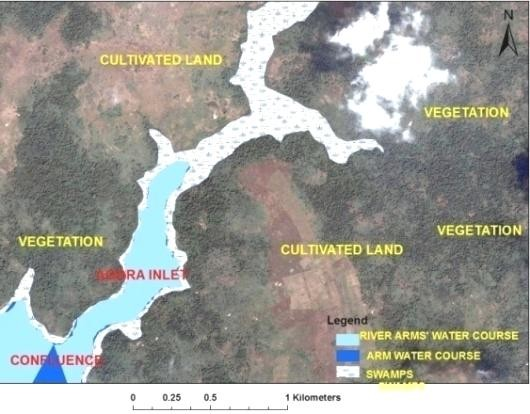 N
CULTIVATED LAND
VEGETATION
VEGETATION
VEGETATION
CULTIVATED LAND
INLET
CONFLUENCE
Legend
RIVER ARMS' WATER COURSE
ARM WATER COURSE
SWAMPS
SWAMPS
0 0.25 0.5 1 Kilometers